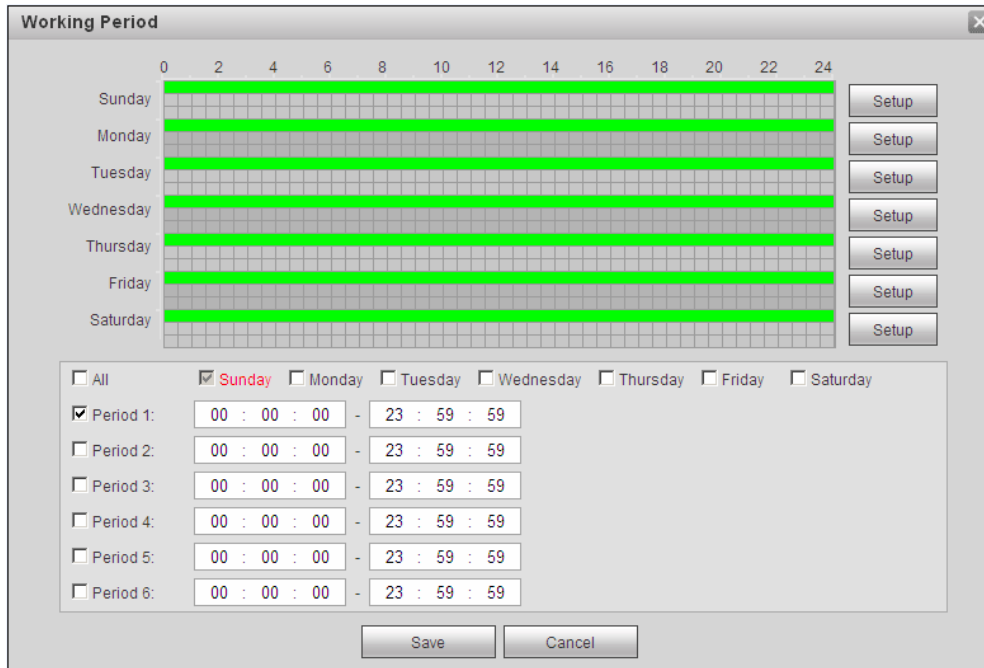 Working Period
0 2 4 6 8 10 12 14 16 18 20 22 24
Sunday Setup
Monday Setup
Tuesday Setup
Wednesday Setup
Thursday Setup
Friday Setup
Saturday Setup
All Sunday Monday Tuesday Wednesday Thursday Friday Saturday
Period 1: 00 : 00 : 00 - 23 : 59 : 59
Period 2: 00 : 00 : 00 - 23 : 59 : 59
Period 3: 00 : 00 : 00 - 23 : 59 : 59
Period 4: 00 : 00 : 00 - 23 : 59 : 59
Period 5: 00 : 00 : 00 - 23 : 59 : 59
Period 6: 00 : 00 : 00 - 23 : 59 : 59
Save Cancel